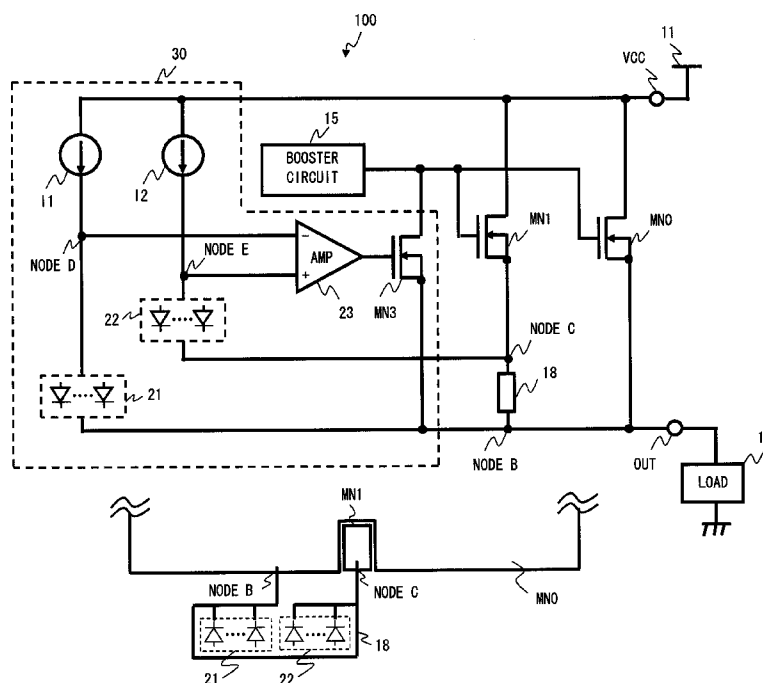 100
30
11
VCC
15
BOOSTER
CIRCUIT
I1
I2
MN1
MN0
NODE D
NODE E
AMP
−
+
23
MN3
22
NODE C
18
21
NODE B
OUT
1
LOAD
MN1
NODE B
NODE C
MN0
18
21
22